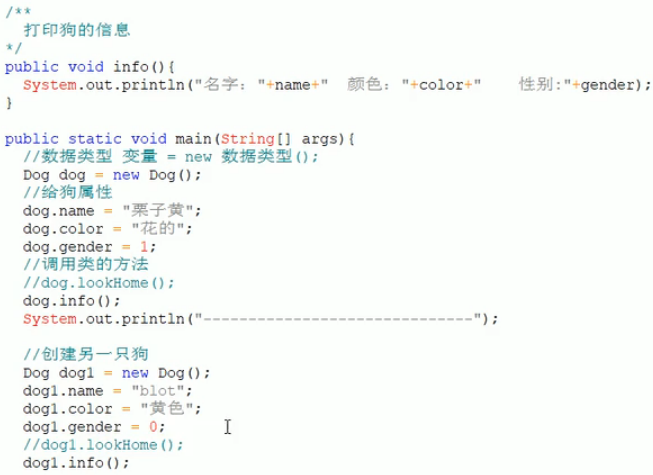 /**
  打印狗的信息
*/
public void info(){
  System.out.println("名字："+name+"  颜色："+color+"    性别:"+gender);
}

public static void main(String[] args){
  //数据类型 变量 = new 数据类型();
  Dog dog = new Dog();
  //给狗属性
  dog.name = "栗子黄";
  dog.color = "花的";
  dog.gender = 1;
  //调用类的方法
  //dog.lookHome();
  dog.info();
  System.out.println("------------------------------");

  //创建另一只狗
  Dog dog1 = new Dog();
  dog1.name = "blot";
  dog1.color = "黄色";
  dog1.gender = 0;
  //dog1.lookHome();
  dog1.info();